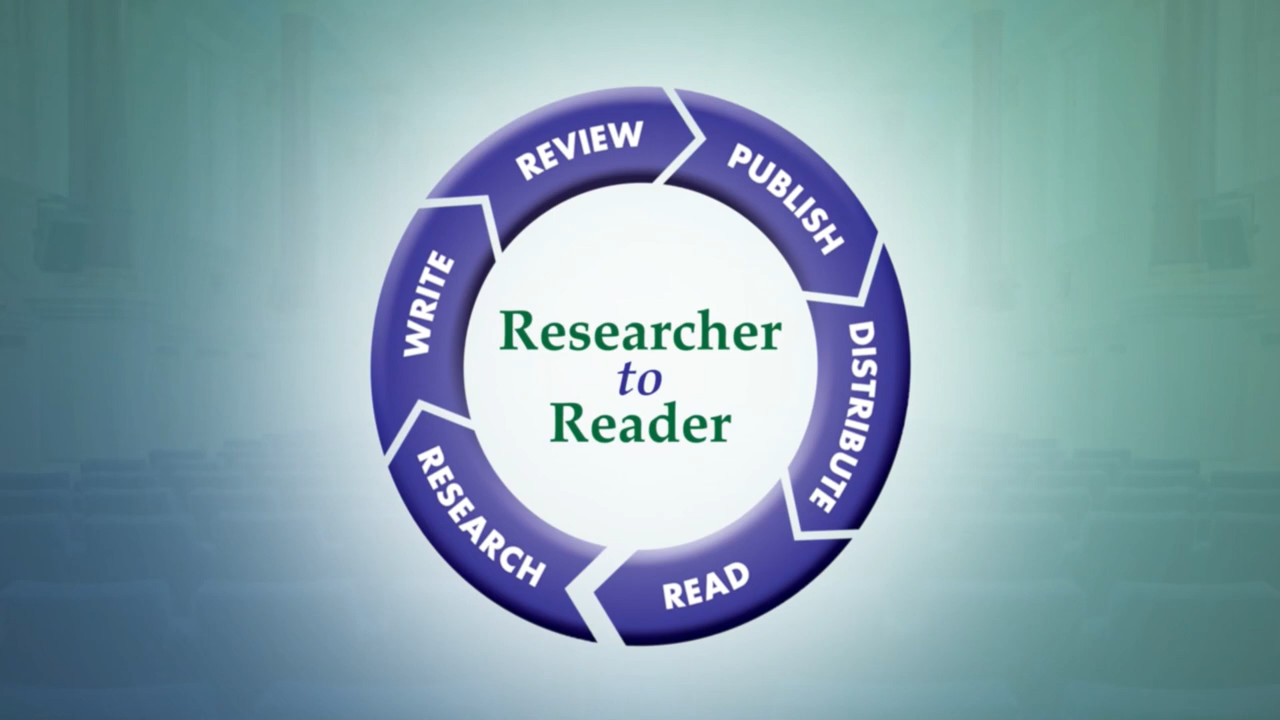 Researcher
to
Reader
RESEARCH
WRITE
REVIEW
PUBLISH
DISTRIBUTE
READ